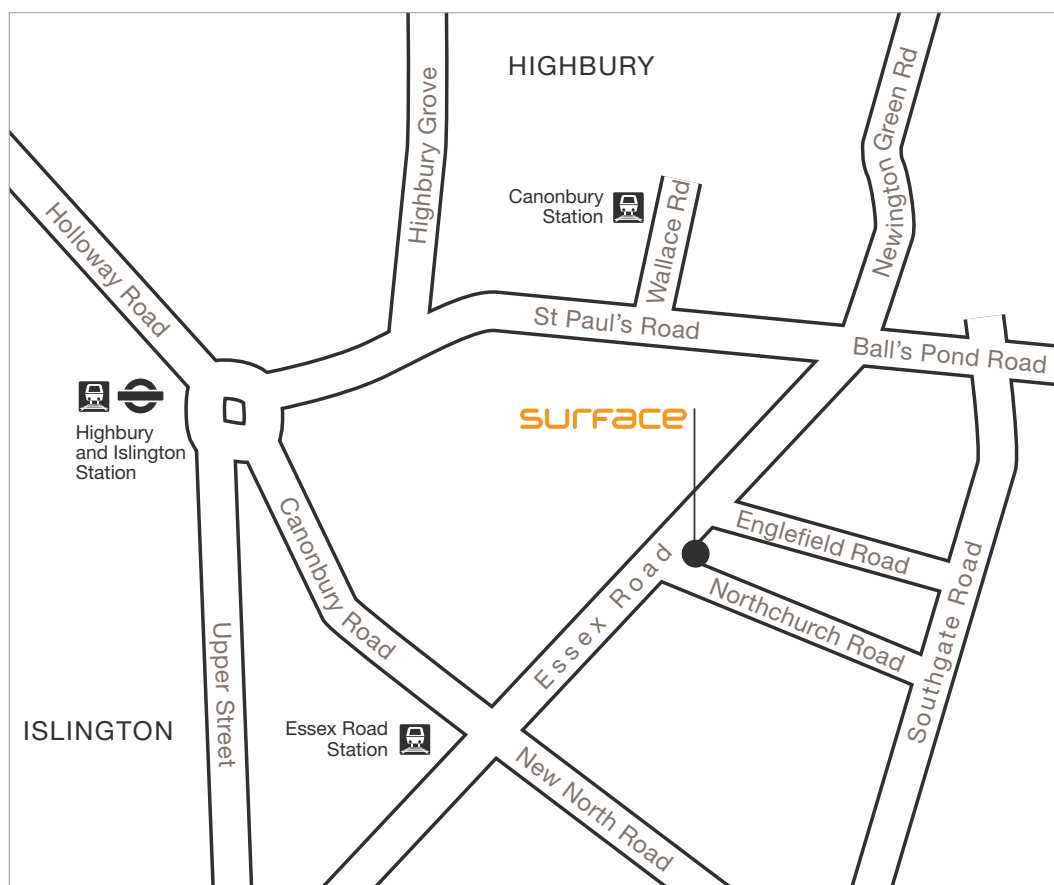 HIGHBURY
Highbury Grove
Newington Green Rd
Canonbury
Station
Wallace Rd
Holloway Road
St Paul's Road
Ball's Pond Road
surface
Highbury
and Islington
Station
Canonbury Road
Englefield Road
Essex Road
Northchurch Road
Southgate Road
Upper Street
ISLINGTON
Essex Road
Station
New North Road